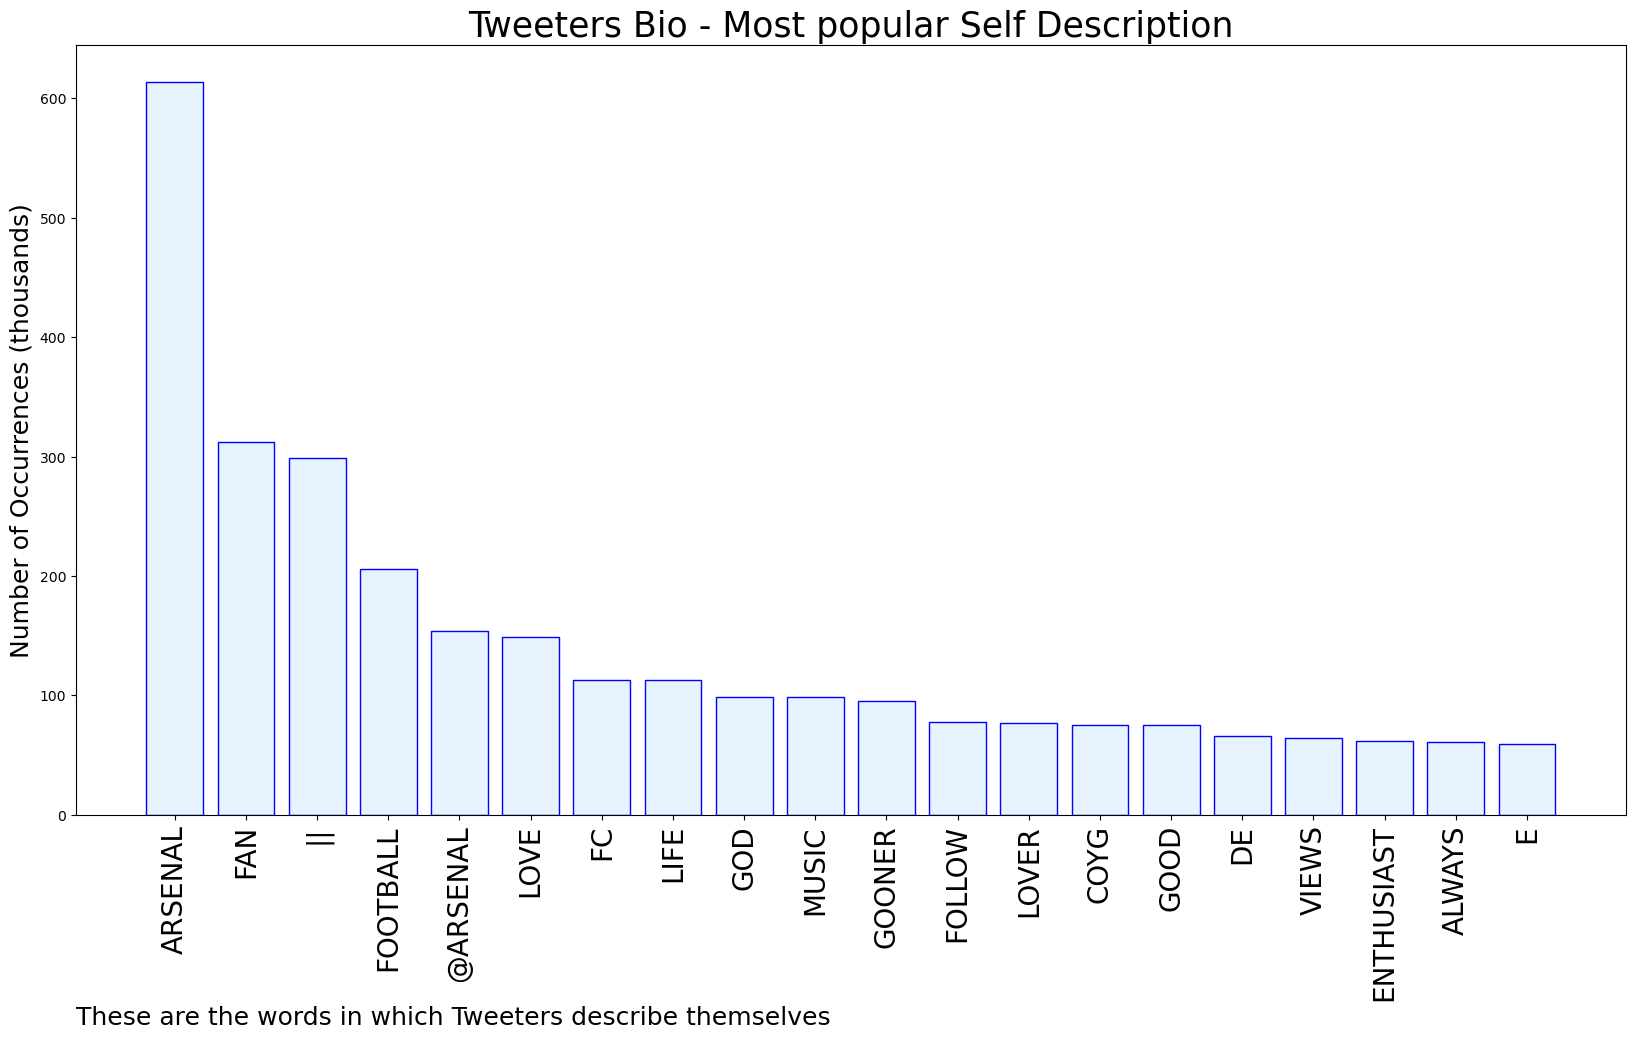 Tweeters Bio - Most popular Self Description
Number of Occurrences (thousands)
600
500
400
300
200
100
0
ARSENAL
FAN
||
FOOTBALL
@ARSENAL
LOVE
FC
LIFE
GOD
MUSIC
GOONER
FOLLOW
LOVER
COYG
GOOD
DE
VIEWS
ENTHUSIAST
ALWAYS
E
These are the words in which Tweeters describe themselves